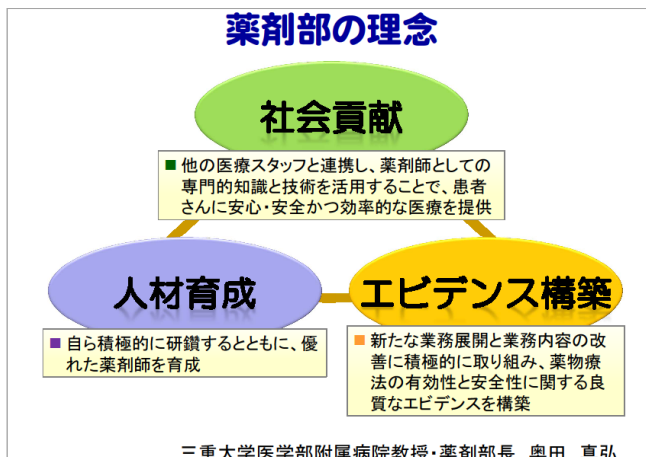 薬剤部の理念
社会貢献
■ 他の医療スタッフと連携し、薬剤師としての
専門的知識と技術を活用することで、患者
さんに安心・安全かつ効率的な医療を提供
人材育成
■ 自ら積極的に研鑽するとともに、優
れた薬剤師を育成
エビデンス構築
■ 新たな業務展開と業務内容の改
善に積極的に取り組み、薬物療
法の有効性と安全性に関する良
質なエビデンスを構築
三重大学医学部附属病院教授・薬剤部長 奥田 真弘